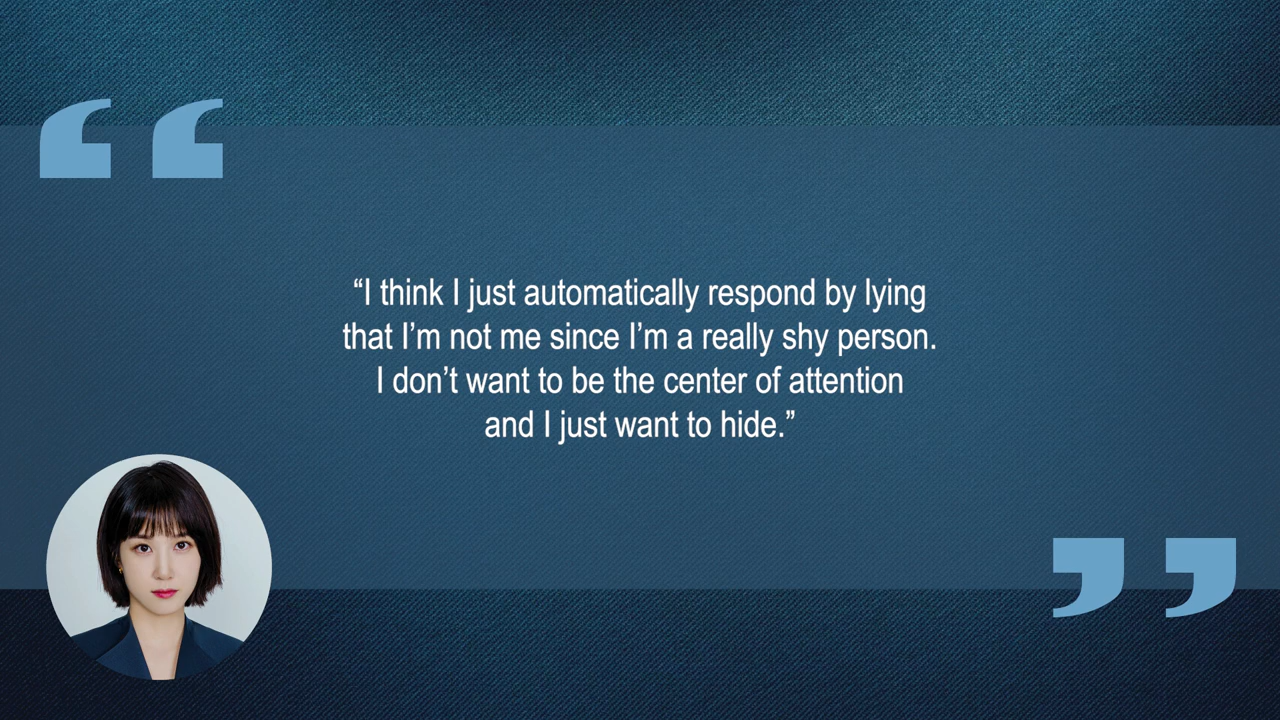 “I think I just automatically respond by lying
that I’m not me since I’m a really shy person.
I don’t want to be the center of attention
and I just want to hide.”